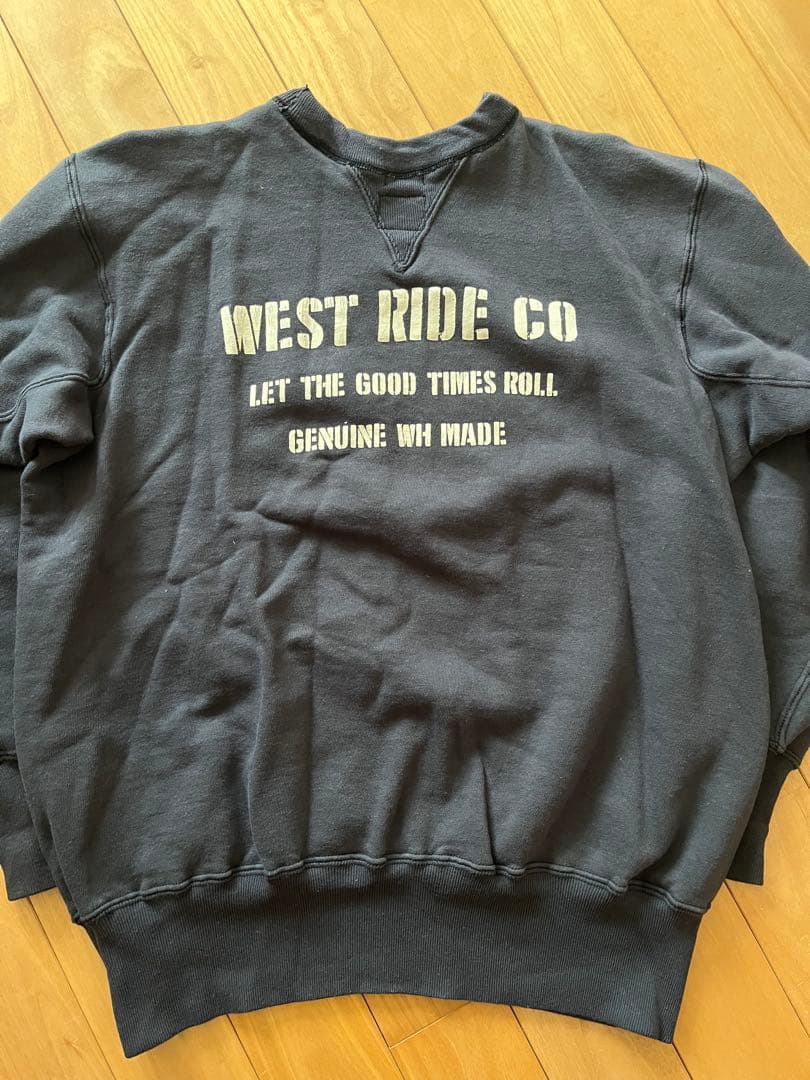 WEST RIDE CO
LET THE GOOD TIMES ROLL
GENUINE WH MADE